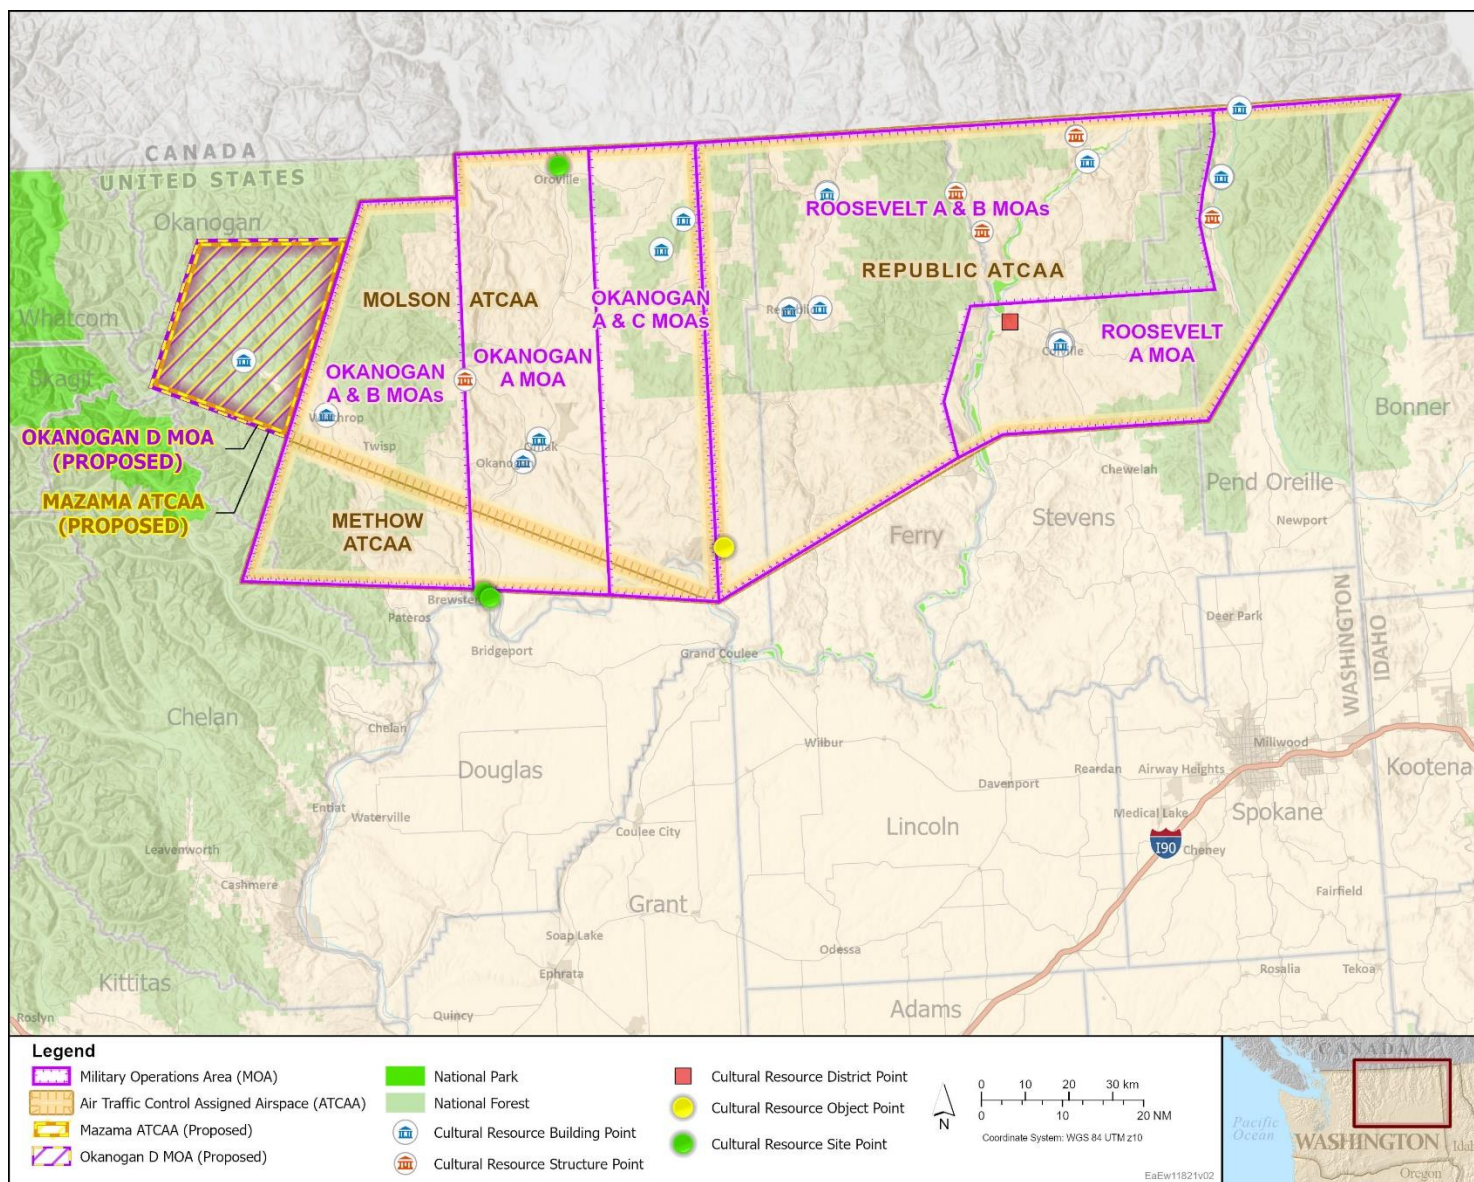 CANADA
UNITED STATES
Okanogan
Oroville
ROOSEVELT A & B MOAs
REPUBLIC ATCAA
MOLSON ATCAA
OKANOGAN
A & C MOAs
Whatcom
Skagit
OKANOGAN
A MOA
OKANOGAN
A & B MOAs
ROOSEVELT
A MOA
Bonner
Winthrop
Twisp
Omak
OKANOGAN D MOA
(PROPOSED)
MAZAMA ATCAA
(PROPOSED)
METHOW
ATCAA
Chewelah
Pend Oreille
Stevens
Newport
Ferry
Brewster
Pateros
Bridgeport
Grand Coulee
Deer Park
WASHINGTON
IDAHO
Chelan
Chelan
Douglas
Wilbur
Davenport
Reardan
Airway Heights
Millwood
Kootena
Entiat
Waterville
Coulee City
Lincoln
Medical Lake
Spokane
I90
Cheney
Leavenworth
Cashmere
Grant
Fairfield
Soap Lake
Odessa
Ephrata
Rosalia
Tekoa
Kittitas
Adams
Roslyn
Quincy
Legend
Military Operations Area (MOA)
Air Traffic Control Assigned Airspace (ATCAA)
Mazama ATCAA (Proposed)
Okanogan D MOA (Proposed)
National Park
National Forest
Cultural Resource Building Point
Cultural Resource Structure Point
Cultural Resource District Point
Cultural Resource Object Point
Cultural Resource Site Point
N
0 10 20 30 km
0 10 20 NM
Coordinate System: WGS 84 UTM z10
EaEw11821v02
CANADA
Pacific
Ocean
WASHINGTON
Idah
Oregon